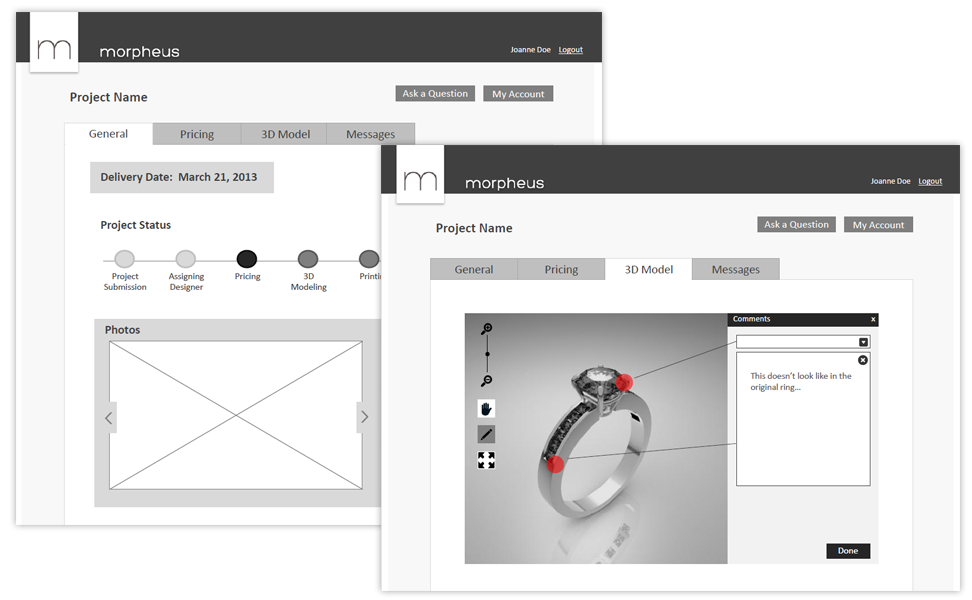 m
morpheus
Joanne Doe Logout
Project Name
Ask a Question
My Account
General
Pricing
3D Model
Messages
Delivery Date: March 21, 2013
Project Status
Project
Submission
Assigning
Designer
Pricing
3D
Modeling
Printi
Photos
m
morpheus
Joanne Doe Logout
Project Name
Ask a Question
My Account
General
Pricing
3D Model
Messages
Comments
x
This doesn't look like in the
original ring...
Done